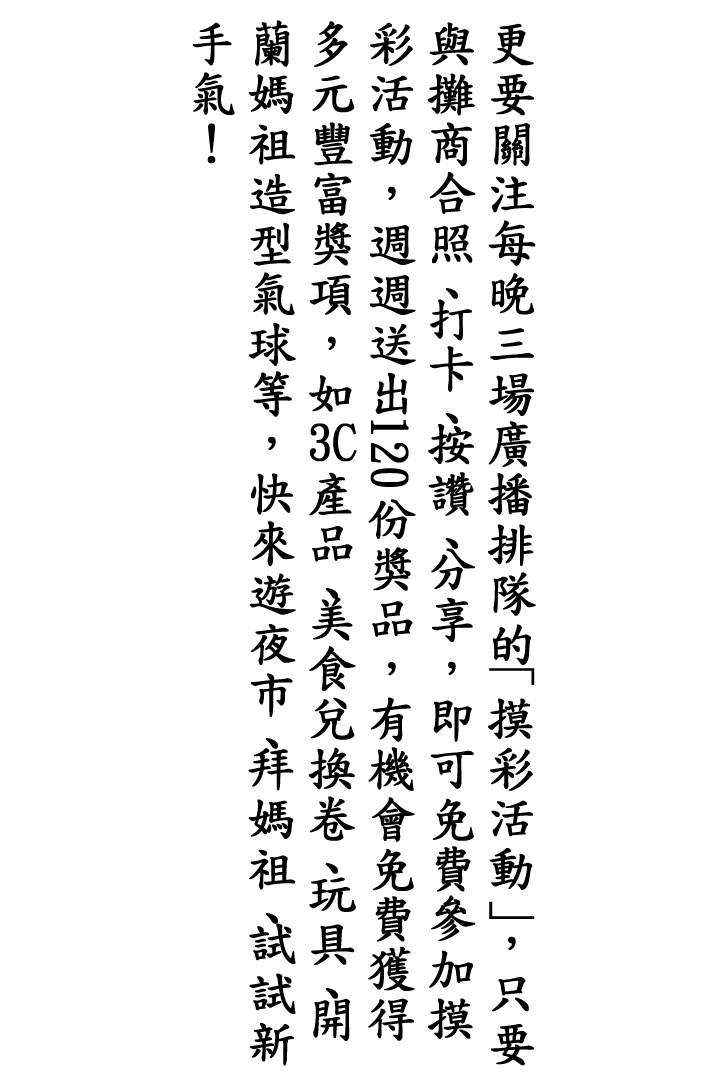 更要關注每晚三場廣播排隊的「摸彩活動」，只要
與攤商合照、打卡、按讚、分享，即可免費參加摸
彩活動，週週送出120份獎品，有機會免費獲得
多元豐富獎項，如3C產品、美食兌換卷、玩具、開
蘭媽祖造型氣球等，快來遊夜市、拜媽祖、試試新
手氣！